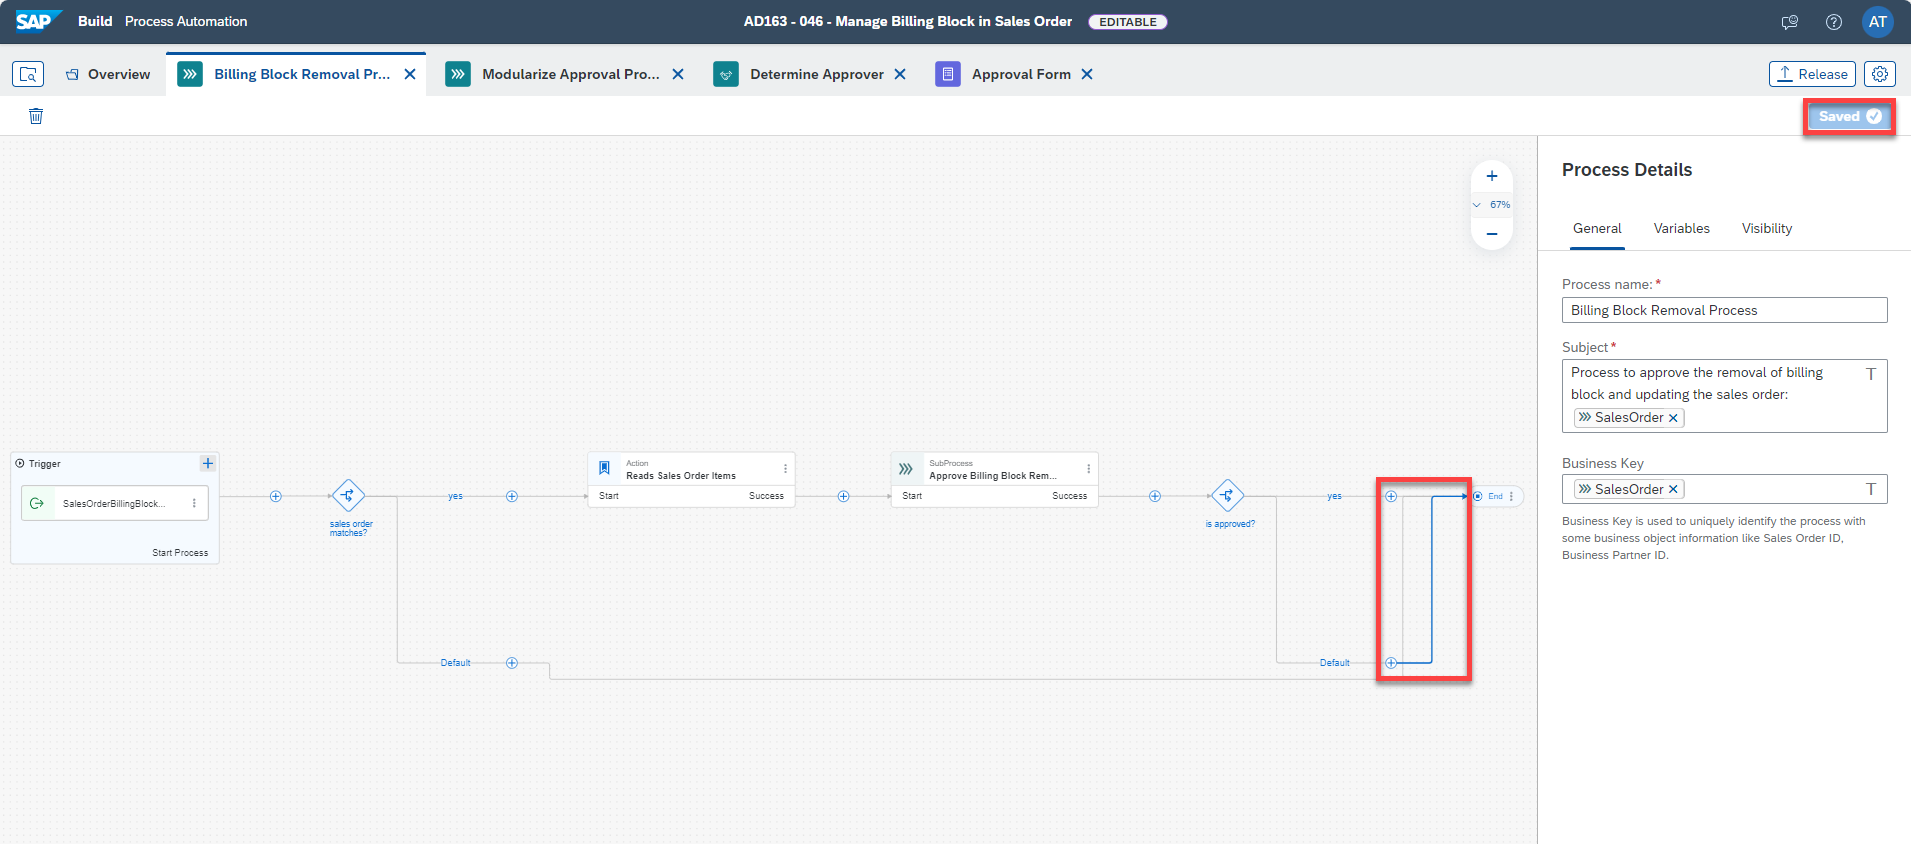 SAP Build Process Automation
AD163 - 046 - Manage Billing Block in Sales Order EDITABLE
AT
Overview
Billing Block Removal Pr...
Modularize Approval Pro...
Determine Approver
Approval Form
Release
Saved
67%
Process Details
General Variables Visibility
Process name: *
Billing Block Removal Process
Subject *
Process to approve the removal of billing
block and updating the sales order:
SalesOrder
Business Key
SalesOrder
Business Key is used to uniquely identify the process with
some business object information like Sales Order ID,
Business Partner ID.
Trigger
SalesOrderBillingBlock...
Start Process
sales order
matches?
yes
Default
Action
Reads Sales Order Items
Start Success
SubProcess
Approve Billing Block Rem...
Start Success
is approved?
yes
Default
End